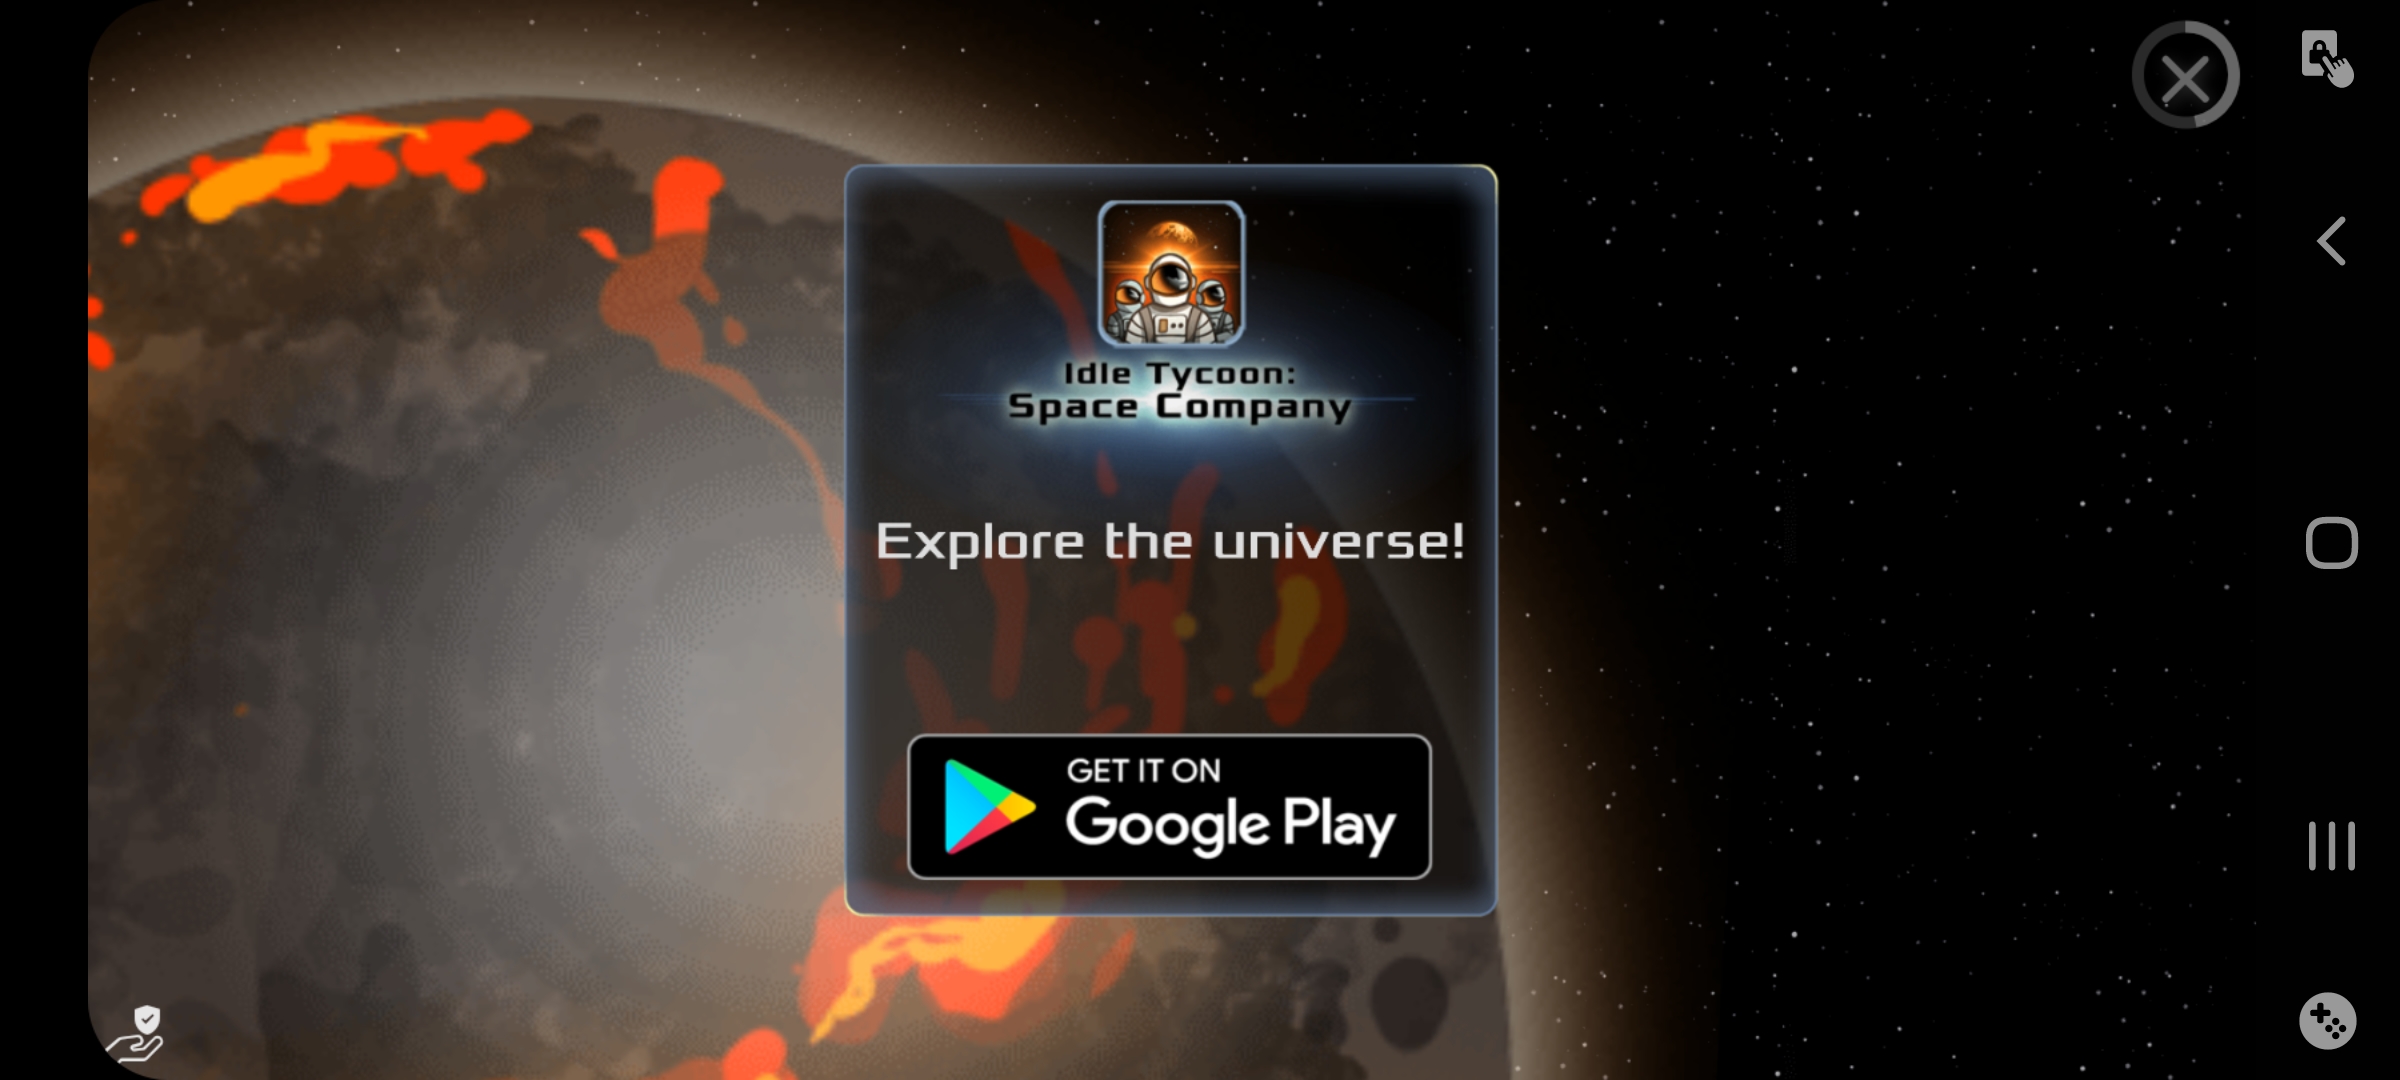 Idle Tycoon:
Space Company
Explore the universe!
GET IT ON
Google Play